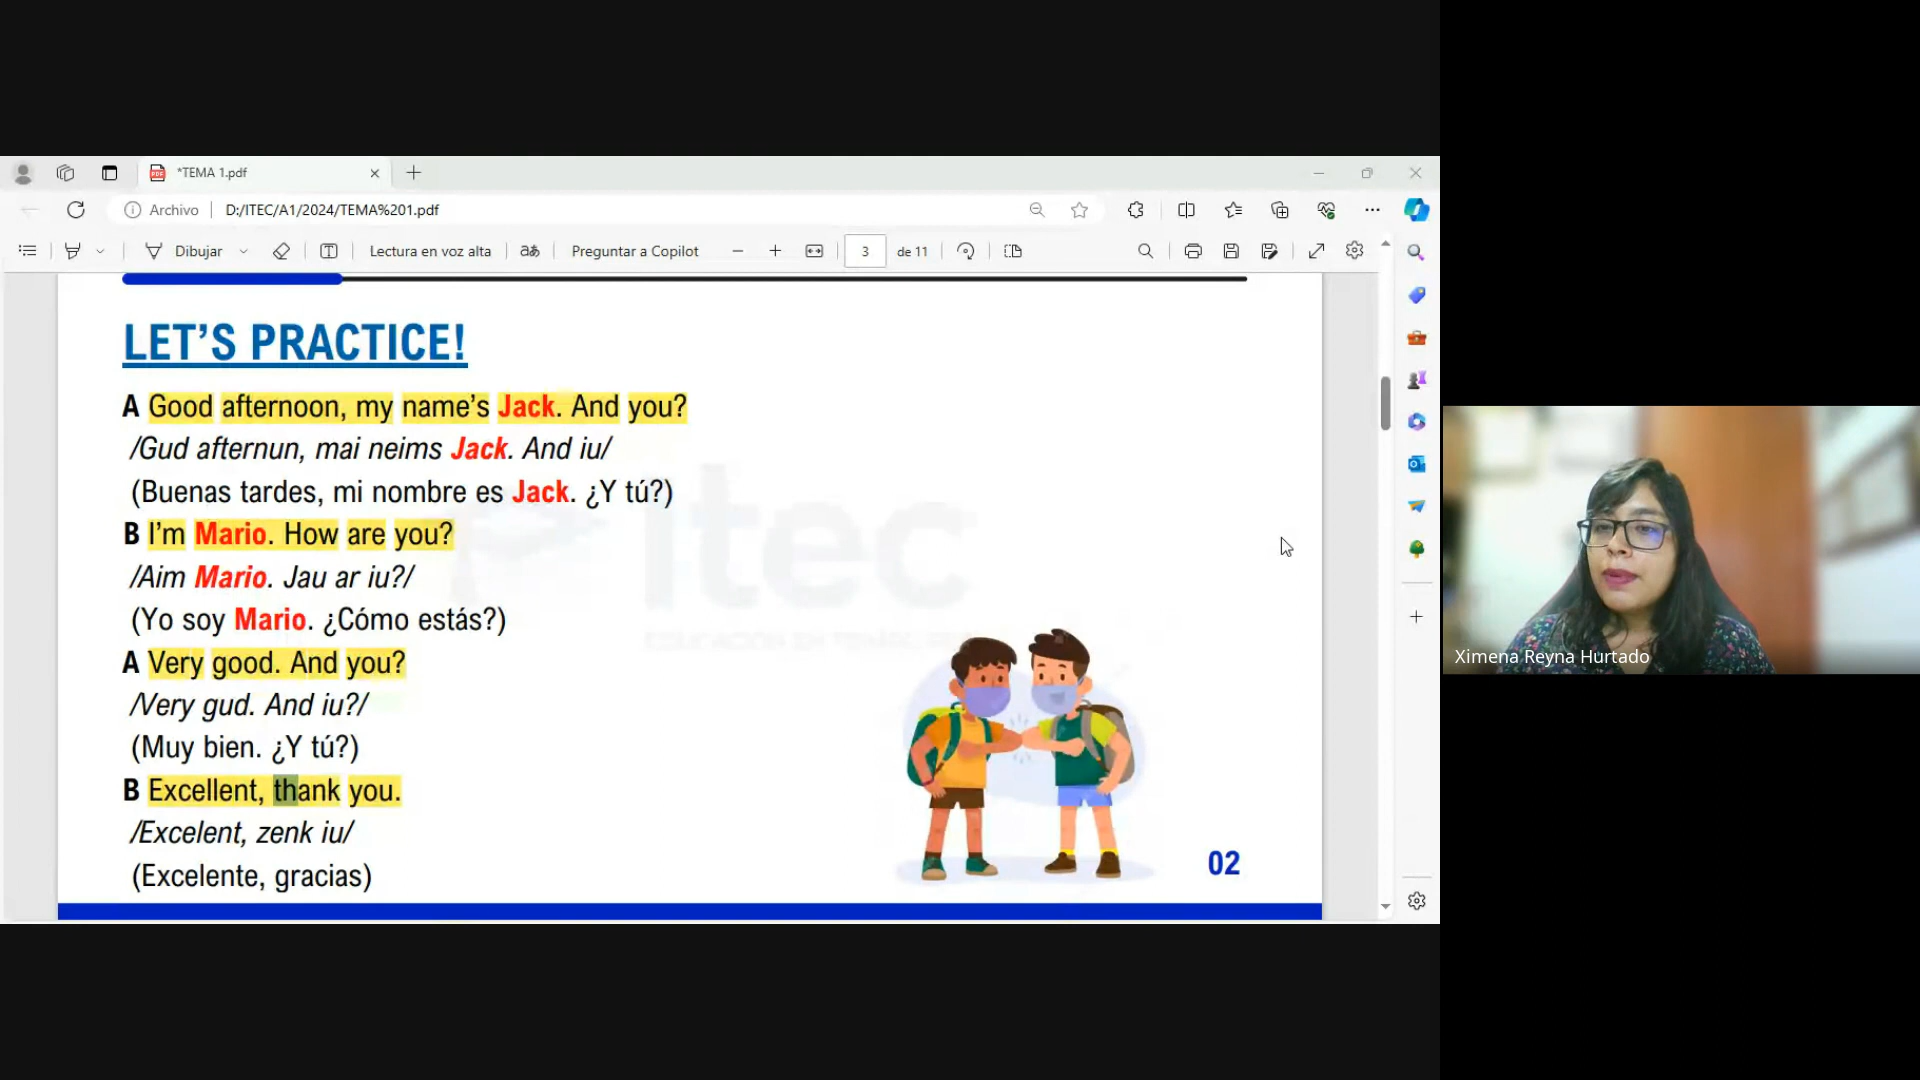 *TEMA 1.pdf
Archivo D:/ITEC/A1/2024/TEMA%201.pdf
Dibujar Lectura en voz alta aあ Preguntar a Copilot 3 de 11
LET'S PRACTICE!
A Good afternoon, my name's Jack. And you?
/Gud afternun, mai neims Jack. And iu/
(Buenas tardes, mi nombre es Jack. ¿Y tú?)
B I'm Mario. How are you?
/Aim Mario. Jau ar iu?/
(Yo soy Mario. ¿Cómo estás?)
A Very good. And you?
/Very gud. And iu?/
(Muy bien. ¿Y tú?)
B Excellent, thank you.
/Excelent, zenk iu/
(Excelente, gracias)
itec
02
Ximena Reyna Hurtado